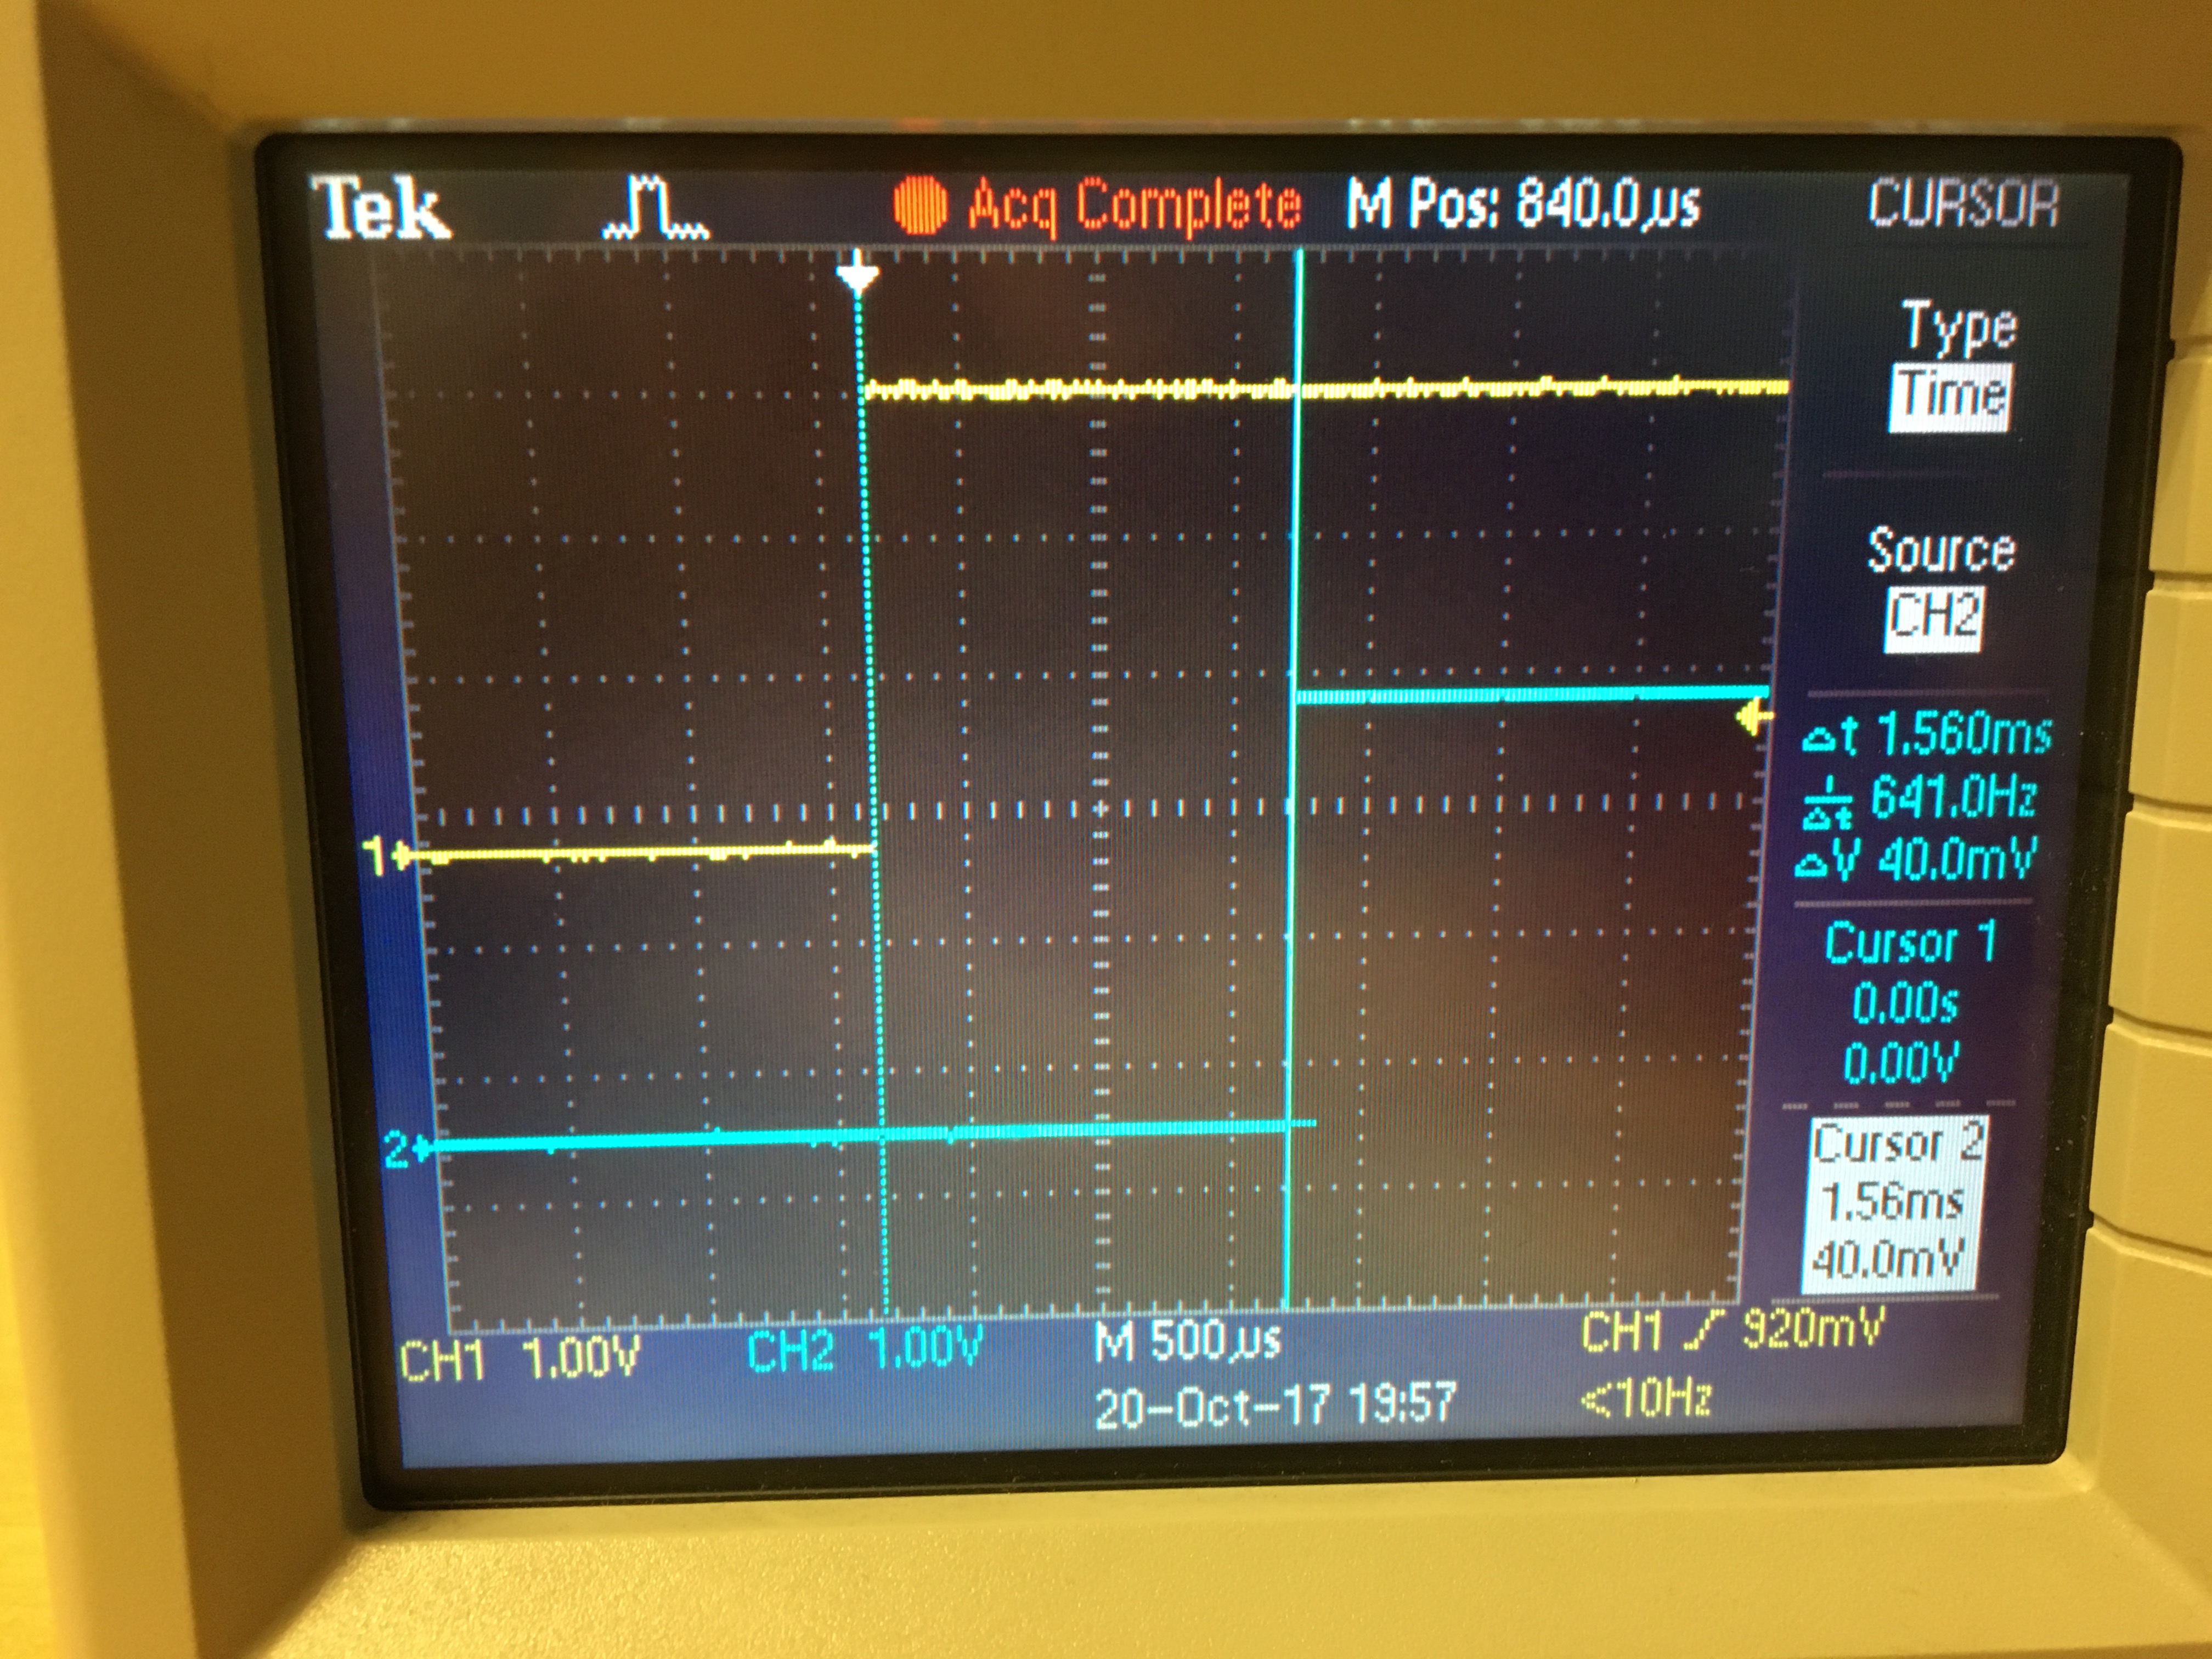 Tek Acq Complete M Pos: 840.0µs CURSOR
Type
Time
Source
CH2
Δt 1.560ms
1/Δt 641.0Hz
ΔV 40.0mV
Cursor 1
0.00s
0.00V
Cursor 2
1.56ms
40.0mV
1
2
CH1 1.00V CH2 1.00V M 500µs CH1 920mV
20-Oct-17 19:57 <10Hz